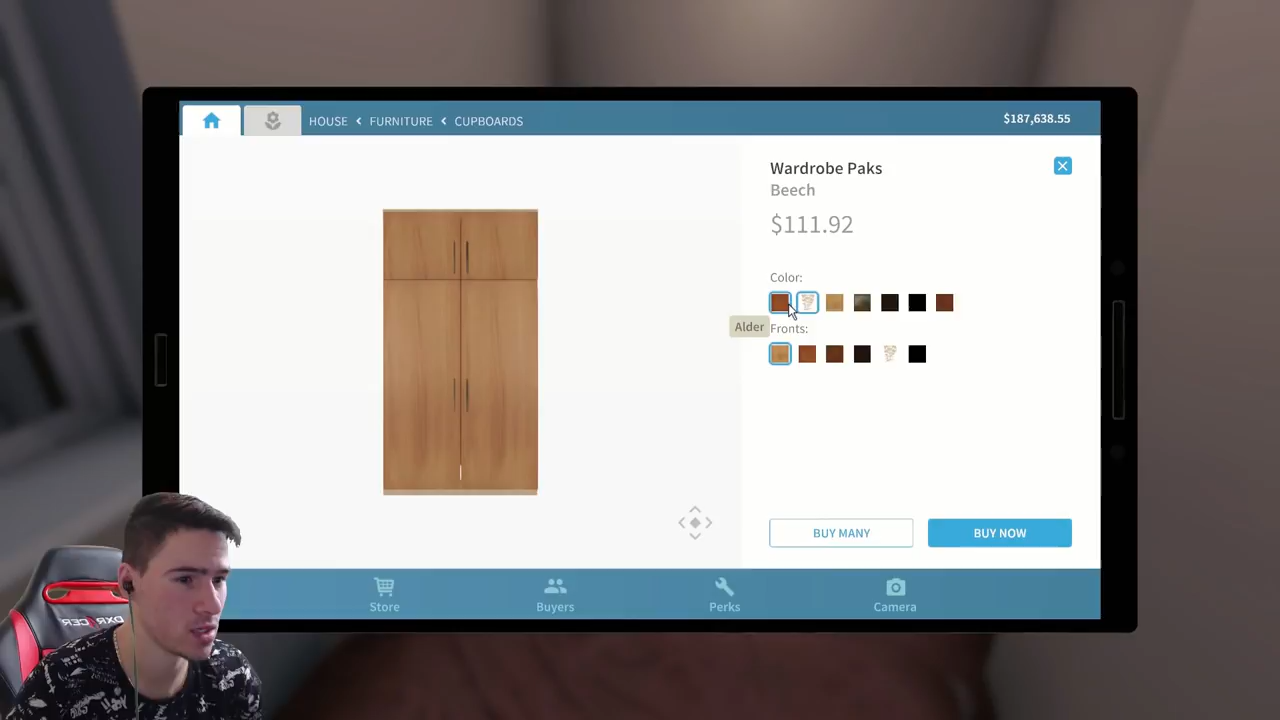 HOUSE < FURNITURE < CUPBOARDS
$187,638.55
Wardrobe Paks
Beech
$111.92
Color:
Alder
Fronts:
BUY MANY
BUY NOW
Store
Buyers
Perks
Camera
DXRACER